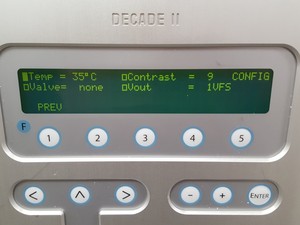 DECADE II
Temp = 35°C Contrast = 9 CONFIG
Valve= none Vout = 1VFS
PREV
F
1 2 3 4 5
< ∧ > - + ENTER